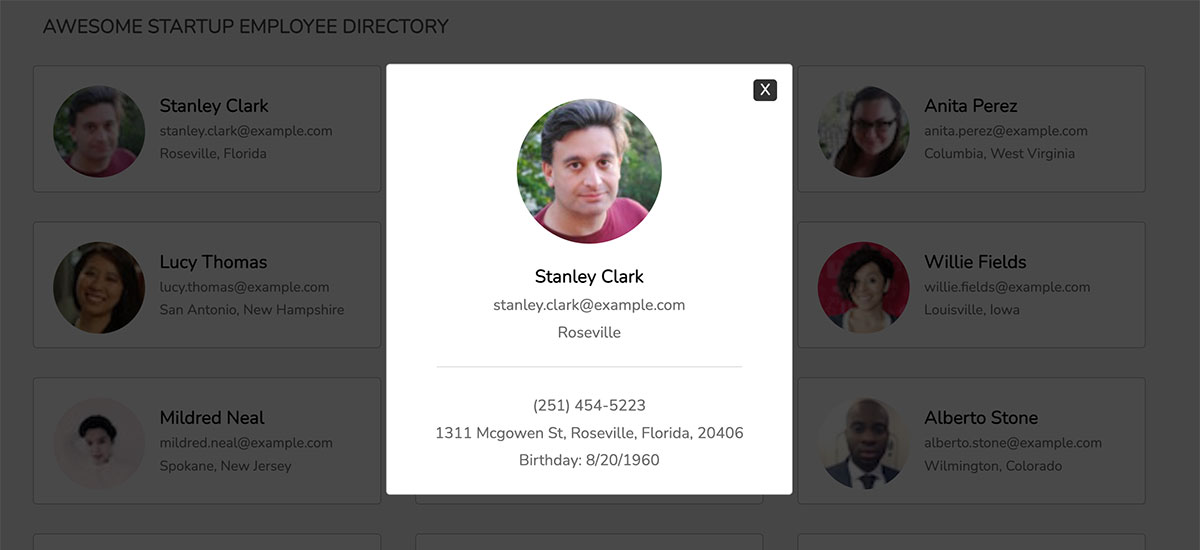 AWESOME STARTUP EMPLOYEE DIRECTORY
Stanley Clark
stanley.clark@example.com
Roseville, Florida
Lucy Thomas
lucy.thomas@example.com
San Antonio, New Hampshire
Mildred Neal
mildred.neal@example.com
Spokane, New Jersey
X
Stanley Clark
stanley.clark@example.com
Roseville
(251) 454-5223
1311 Mcgowen St, Roseville, Florida, 20406
Birthday: 8/20/1960
Anita Perez
anita.perez@example.com
Columbia, West Virginia
Willie Fields
willie.fields@example.com
Louisville, Iowa
Alberto Stone
alberto.stone@example.com
Wilmington, Colorado